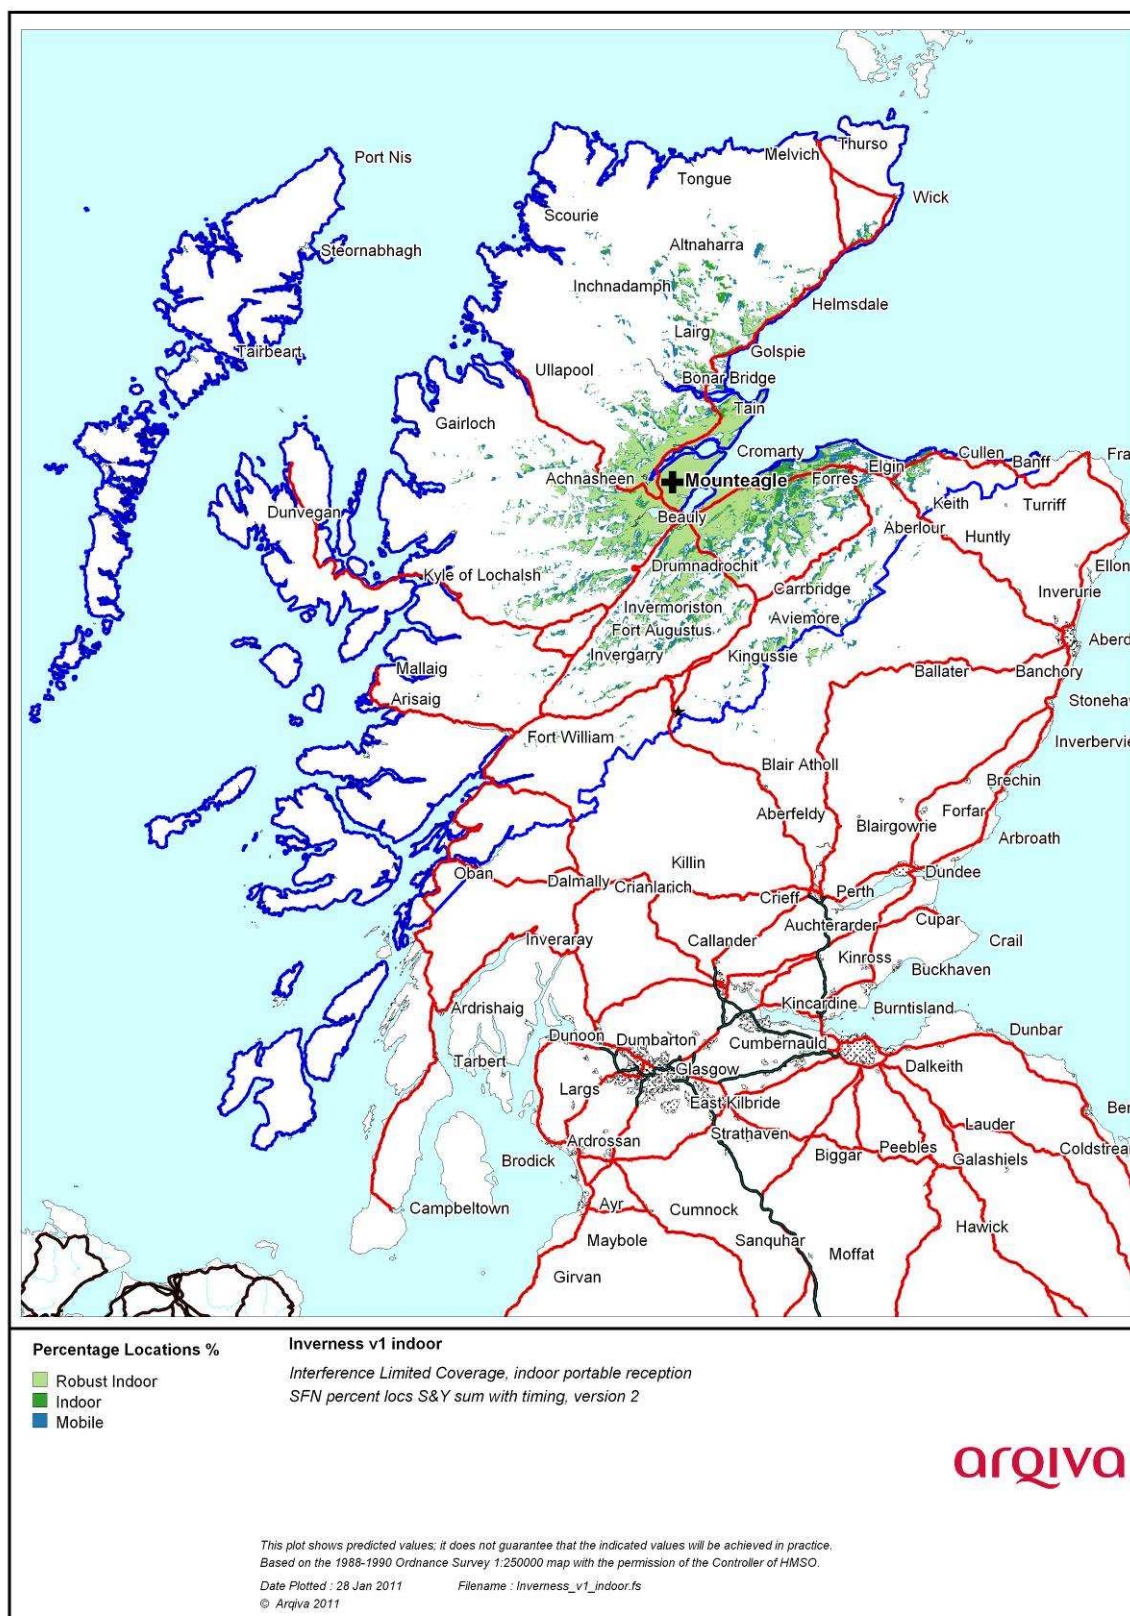 Port Nis
Thurso
Melvich
Tongue
Wick
Scourie
Altnaharra
Steornabhagh
Inchnadamph
Helmsdale
Lairg
Golspie
Tairbeart
Ullapool
Bonar Bridge
Tain
Gairloch
Cromarty
Cullen
Fra
Banff
Elgin
Achnasheen
Mounteagle
Forres
Keith
Turriff
Dunvegan
Beauly
Aberlour
Huntly
Drumnadrochit
Ellon
Kyle of Lochalsh
Carrbridge
Inverurie
Invermoriston
Aviemore
Fort Augustus
Aberd
Invergarry
Kingussie
Mallaig
Ballater
Banchory
Arisaig
Stonehav
Fort William
Inverbervie
Blair Atholl
Brechin
Aberfeldy
Forfar
Blairgowrie
Arbroath
Killin
Oban
Dundee
Dalmally
Crianlarich
Crieff
Perth
Auchterarder
Cupar
Inveraray
Callander
Crail
Kinross
Buckhaven
Ardrishaig
Kincardine
Burntisland
Dunoon
Dumbarton
Cumbernauld
Dunbar
Tarbert
Glasgow
Dalkeith
Largs
East Kilbride
Ber
Strathaven
Lauder
Ardrossan
Peebles
Coldstrear
Brodick
Biggar
Galashiels
Campbeltown
Ayr
Cumnock
Hawick
Maybole
Sanquhar
Moffat
Girvan
Percentage Locations %
Robust Indoor
Indoor
Mobile
Inverness v1 indoor
Interference Limited Coverage, indoor portable reception
SFN percent locs S&Y sum with timing, version 2
arqiva
This plot shows predicted values; it does not guarantee that the indicated values will be achieved in practice.
Based on the 1988-1990 Ordnance Survey 1:250000 map with the permission of the Controller of HMSO.
Date Plotted : 28 Jan 2011 Filename : Inverness_v1_indoor.fs
© Arqiva 2011